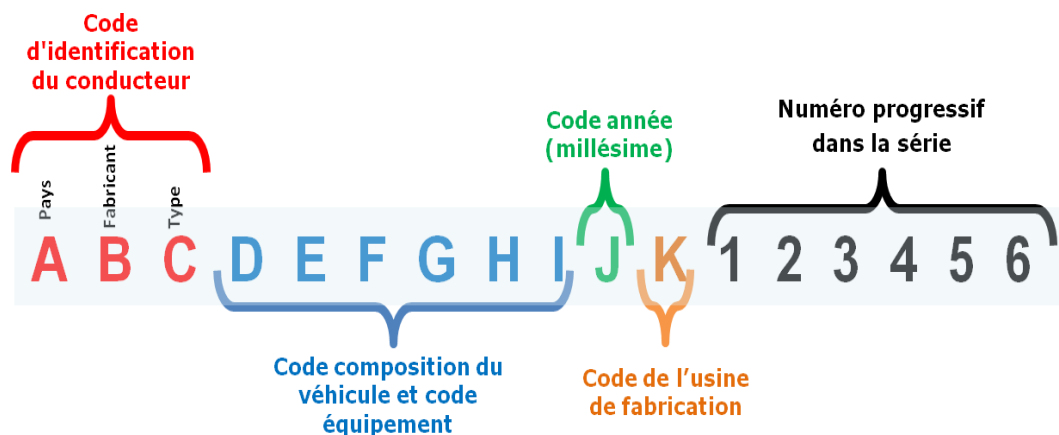 Code
d'identification
du conducteur
Pays
Fabricant
Type
Code année
(millésime)
Numéro progressif
dans la série
A B C D E F G H I J K 1 2 3 4 5 6
Code composition du
véhicule et code
équipement
Code de l’usine
de fabrication